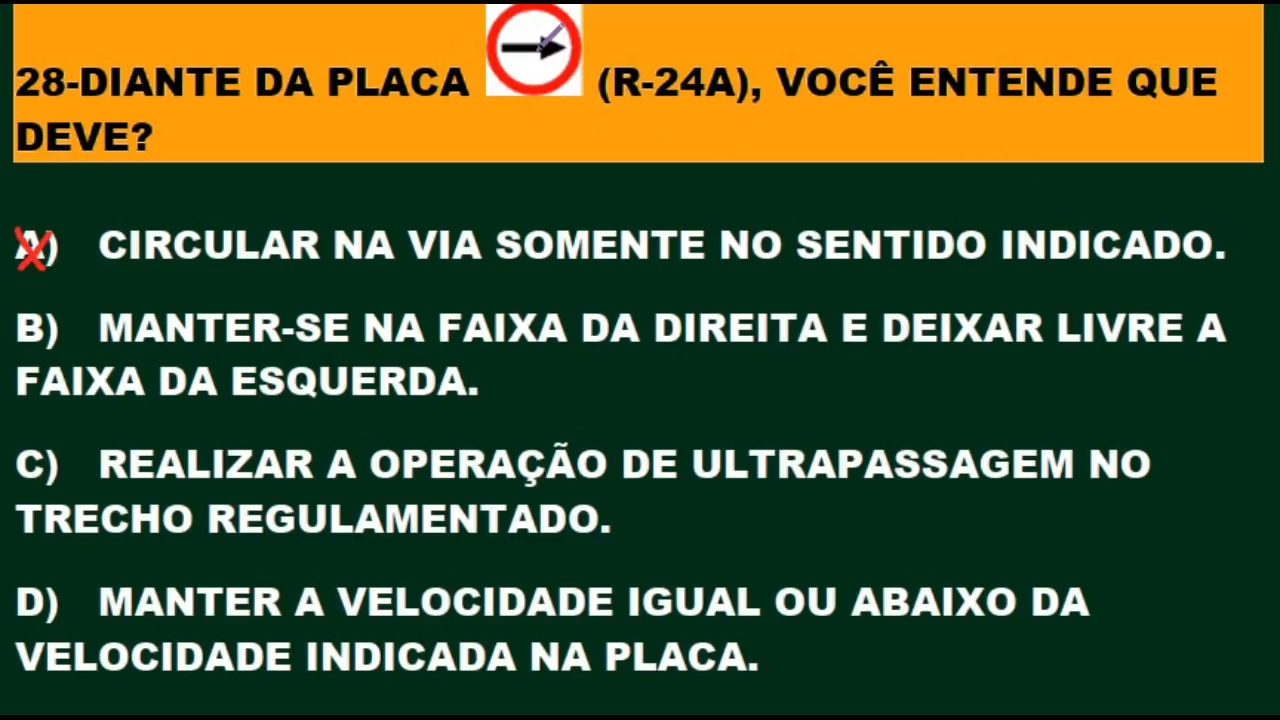 28-DIANTE DA PLACA (R-24A), VOCÊ ENTENDE QUE
DEVE?
A) CIRCULAR NA VIA SOMENTE NO SENTIDO INDICADO.
B) MANTER-SE NA FAIXA DA DIREITA E DEIXAR LIVRE A
FAIXA DA ESQUERDA.
C) REALIZAR A OPERAÇÃO DE ULTRAPASSAGEM NO
TRECHO REGULAMENTADO.
D) MANTER A VELOCIDADE IGUAL OU ABAIXO DA
VELOCIDADE INDICADA NA PLACA.